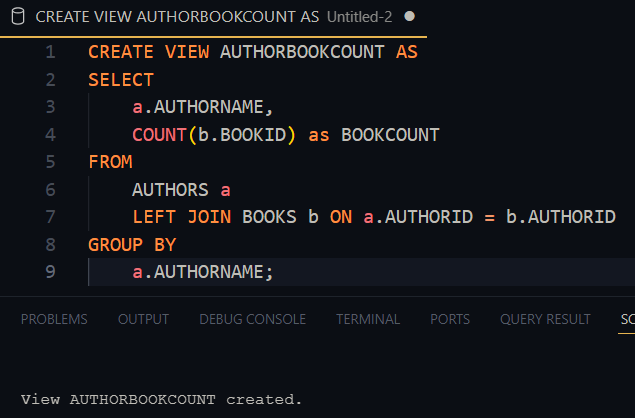 CREATE VIEW AUTHORBOOKCOUNT AS Untitled-2
1 CREATE VIEW AUTHORBOOKCOUNT AS
2 SELECT
3 a.AUTHORNAME,
4 COUNT(b.BOOKID) as BOOKCOUNT
5 FROM
6 AUTHORS a
7 LEFT JOIN BOOKS b ON a.AUTHORID = b.AUTHORID
8 GROUP BY
9 a.AUTHORNAME;
PROBLEMS OUTPUT DEBUG CONSOLE TERMINAL PORTS QUERY RESULT SC
View AUTHORBOOKCOUNT created.